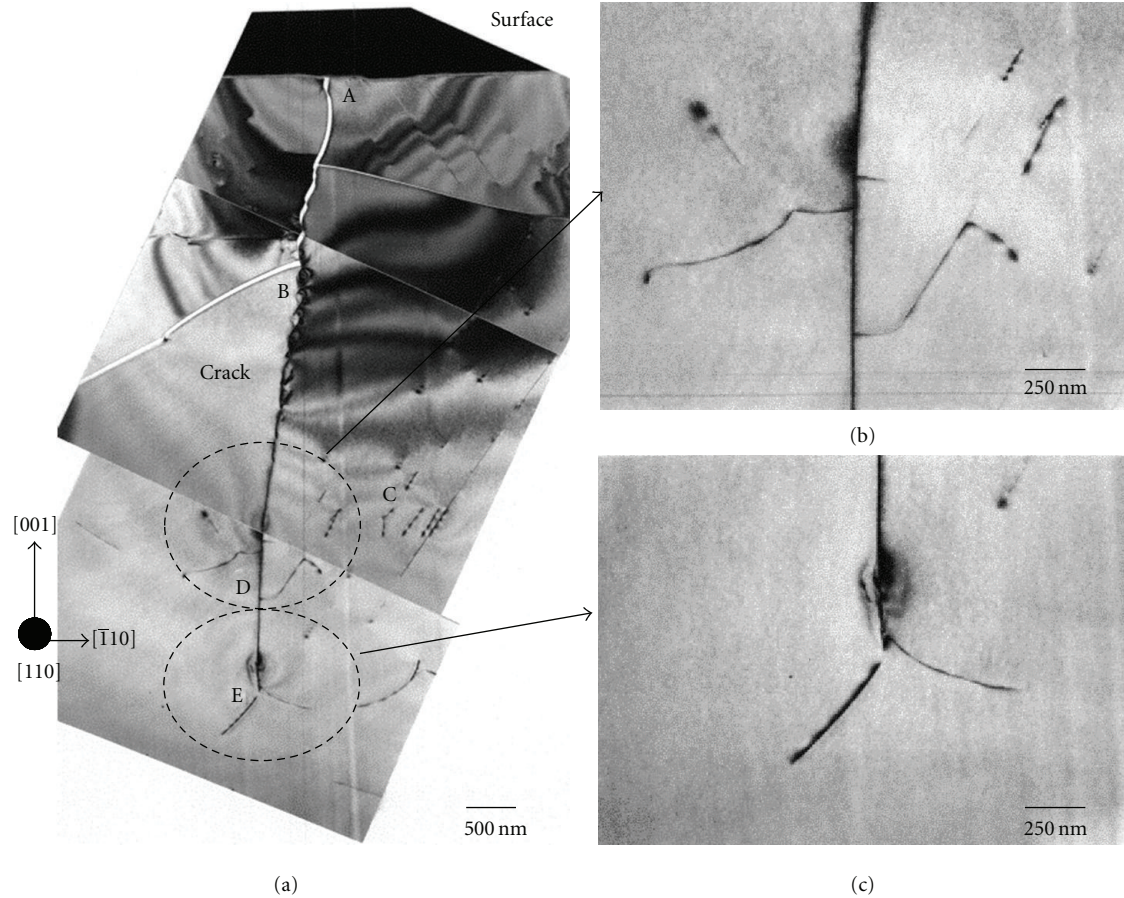 Surface
A
B
Crack
C
[001]
D
[1̅10]
[110]
E
500 nm
(a)
250 nm
(b)
250 nm
(c)